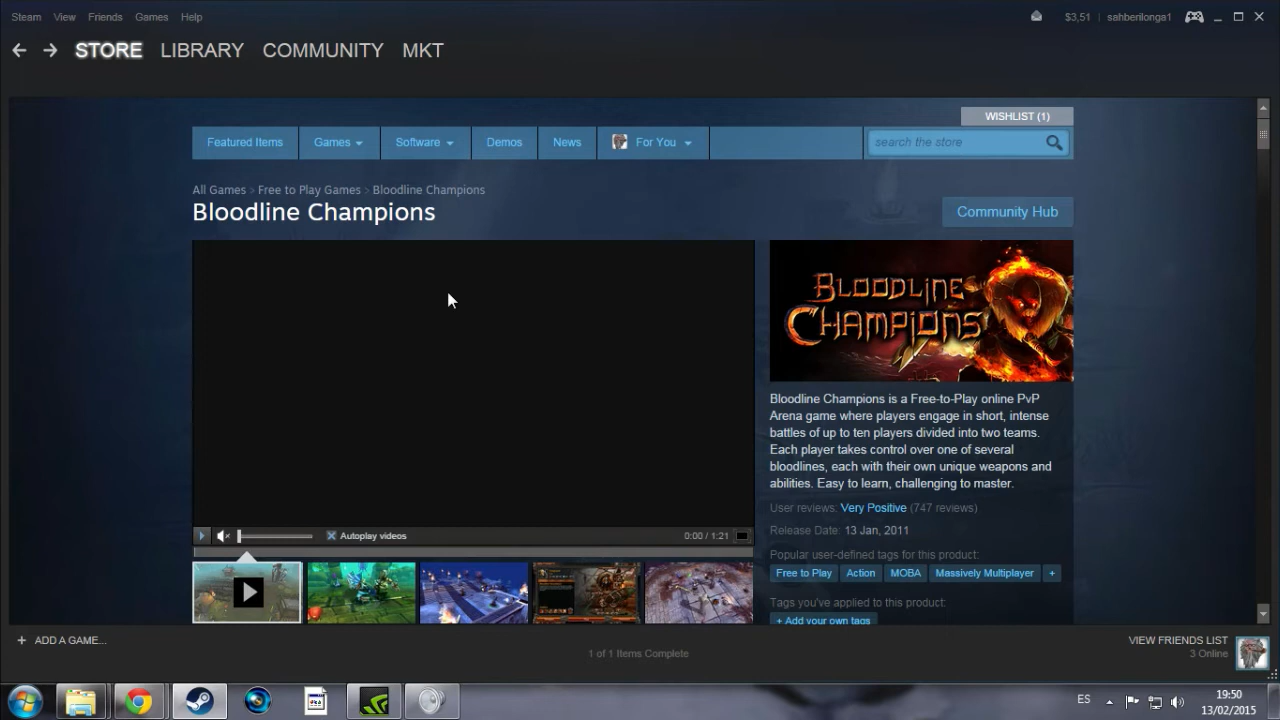 Steam View Friends Games Help
$3,51 sahberilonga1
STORE LIBRARY COMMUNITY MKT
WISHLIST (1)
Featured Items Games Software Demos News For You search the store
All Games > Free to Play Games > Bloodline Champions
Bloodline Champions
Community Hub
BLOODLINE
CHAMPIONS
Bloodline Champions is a Free-to-Play online PvP
Arena game where players engage in short, intense
battles of up to ten players divided into two teams.
Each player takes control over one of several
bloodlines, each with their own unique weapons and
abilities. Easy to learn, challenging to master.
User reviews: Very Positive (747 reviews)
Release Date: 13 Jan, 2011
Popular user-defined tags for this product:
Free to Play Action MOBA Massively Multiplayer +
Tags you've applied to this product:
+ Add your own tags
Autoplay videos 0:00 / 1:21
+ ADD A GAME...
1 of 1 Items Complete
VIEW FRIENDS LIST
3 Online
ES
19:50
13/02/2015